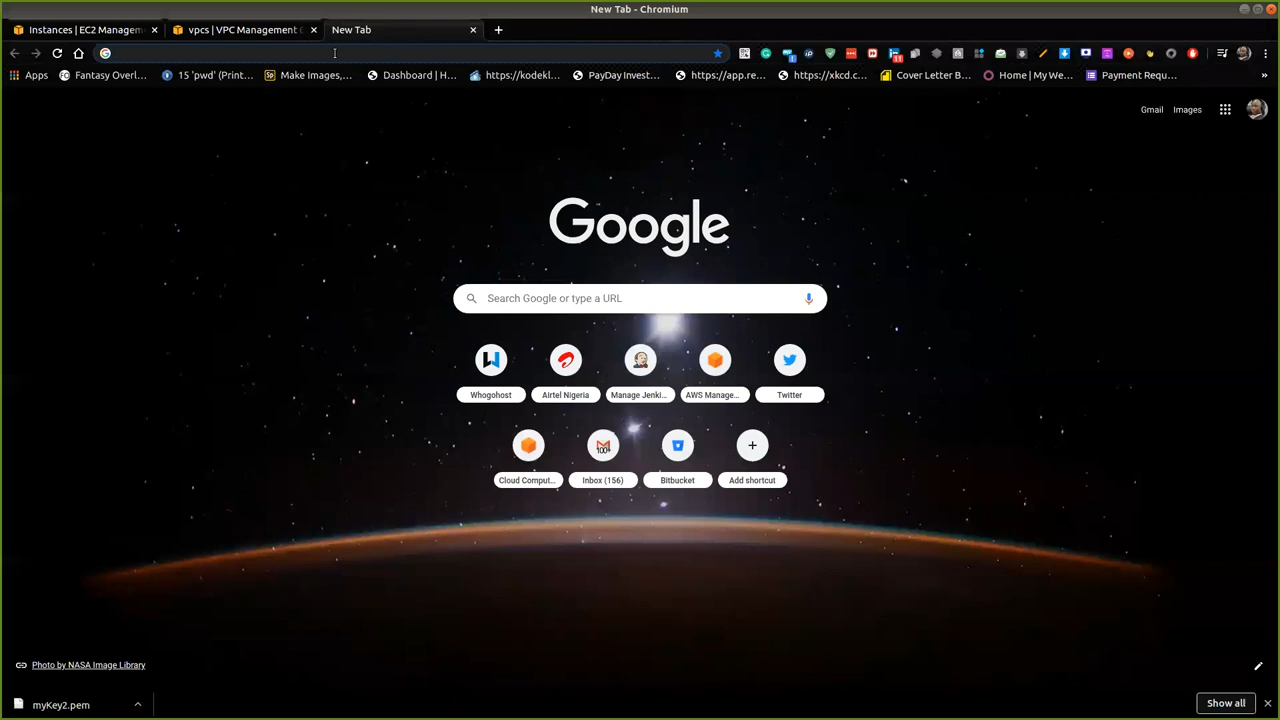 New Tab - Chromium
Instances | EC2 Managem
vpcs | VPC Management C
New Tab
Apps
Fantasy Overl...
15 'pwd' (Print...
Make Images,...
Dashboard | H...
https://kodekl...
PayDay Invest...
https://app.re...
https://xkcd.c...
Cover Letter B...
Home | My We...
Payment Requ...
»
Gmail
Images
Google
Search Google or type a URL
Whogohost
Airtel Nigeria
Manage Jenki...
AWS Manage...
Twitter
Cloud Comput...
Inbox (156)
Bitbucket
Add shortcut
Photo by NASA Image Library
myKey2.pem
Show all